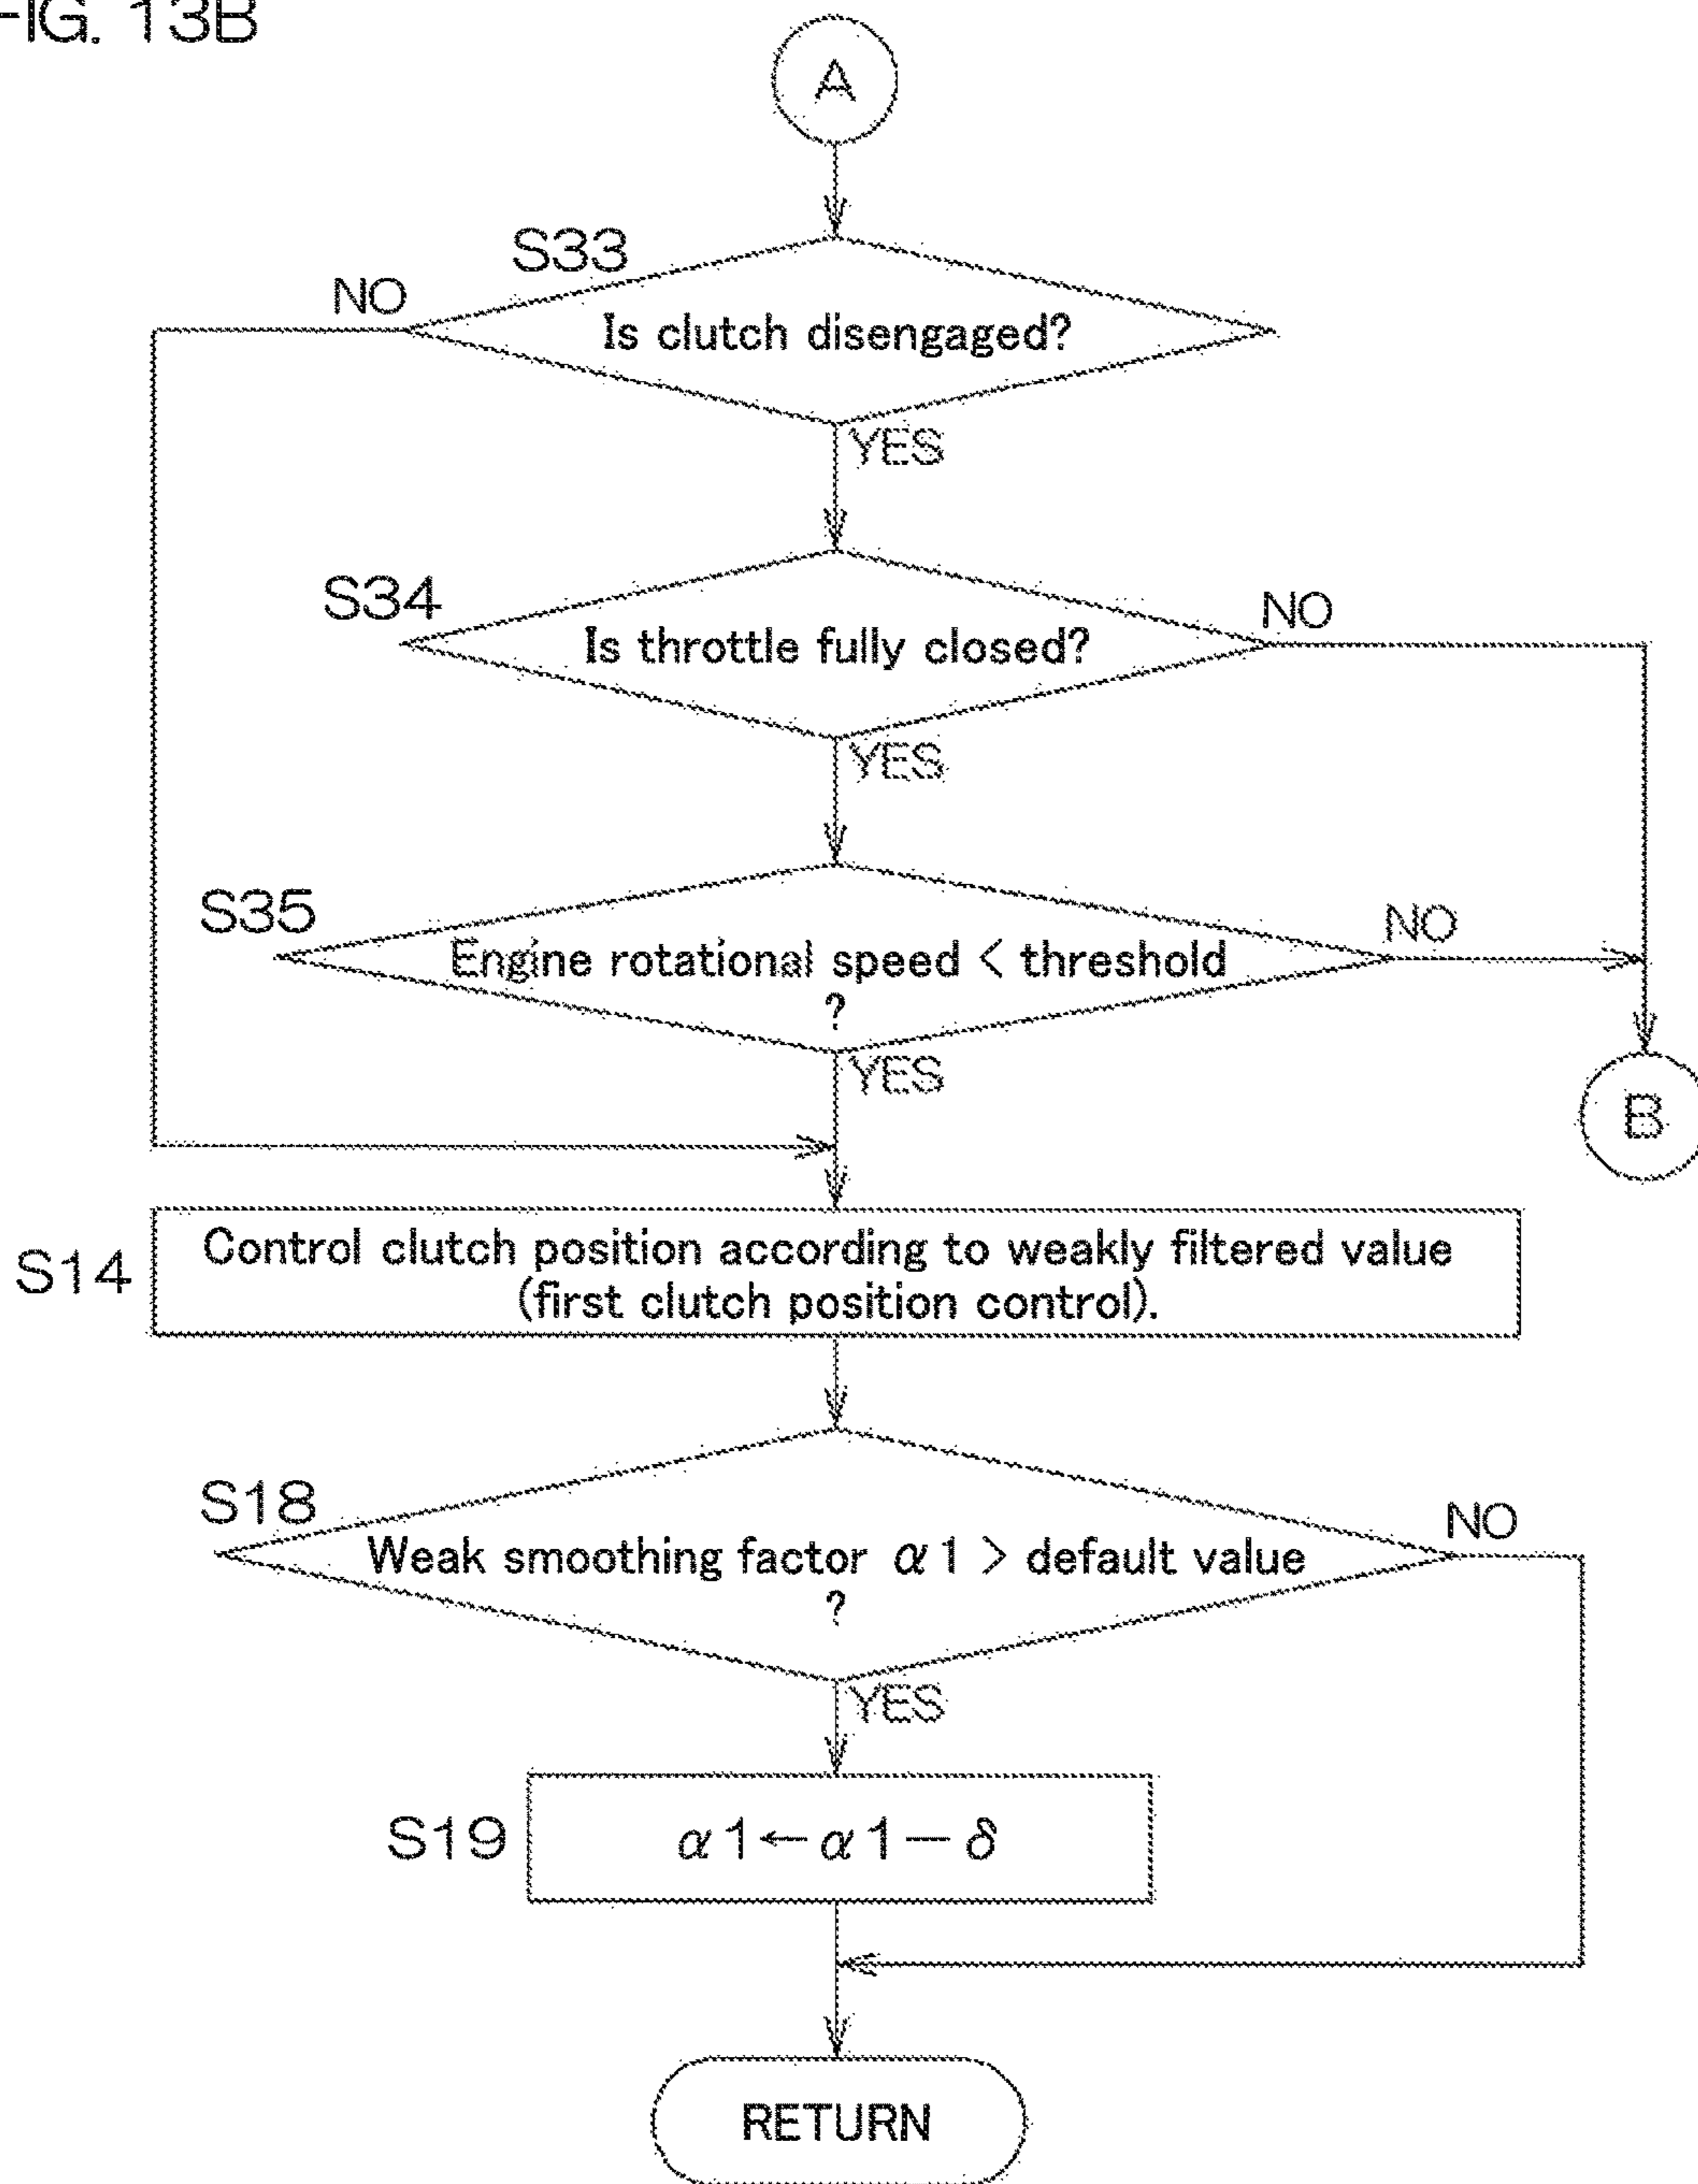 FIG. 13B
A
S33
NO
Is clutch disengaged?
YES
S34
NO
Is throttle fully closed?
YES
S35
NO
Engine rotational speed < threshold
?
YES
B
S14
Control clutch position according to weakly filtered value
(first clutch position control).
S18
NO
Weak smoothing factor α1 > default value
?
YES
S19
α1←α1−δ
RETURN